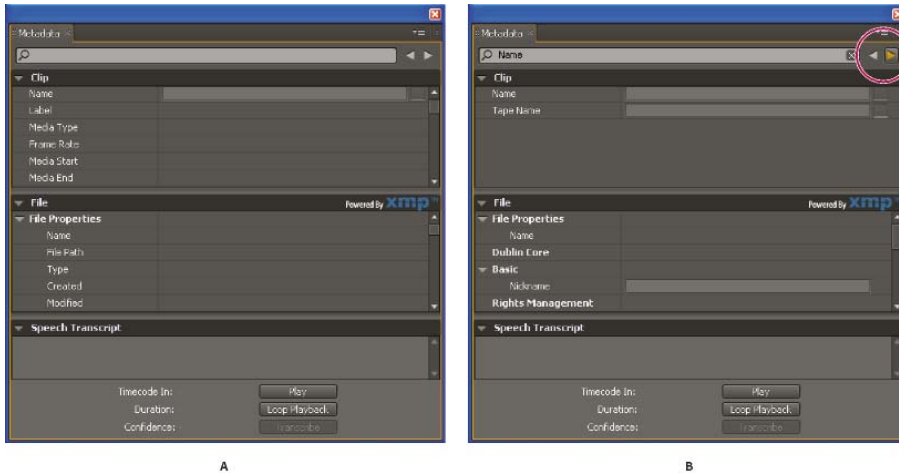 Metadata
Clip
Name
Label
Media Type
Frame Rate
Media Start
Media End
File
Powered By xmp
File Properties
Name
File Path
Type
Created
Modified
Speech Transcript
Timecode In:
Play
Duration:
Loop Playback
Confidence:
Transcribe
A
Metadata
Name
Clip
Name
Tape Name
File
Powered By xmp
File Properties
Name
Dublin Core
Basic
Nickname
Rights Management
Speech Transcript
Timecode In:
Play
Duration:
Loop Playback
Confidence:
Transcribe
B